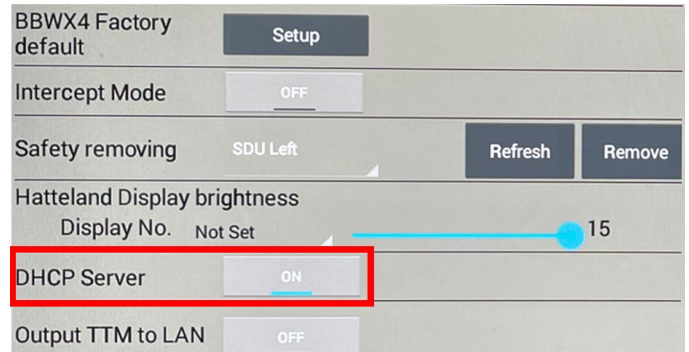 BBWX4 Factory
default
Setup
Intercept Mode
OFF
Safety removing
SDU Left
Refresh
Remove
Hatteland Display brightness
Display No.
Not Set
15
DHCP Server
ON
Output TTM to LAN
OFF